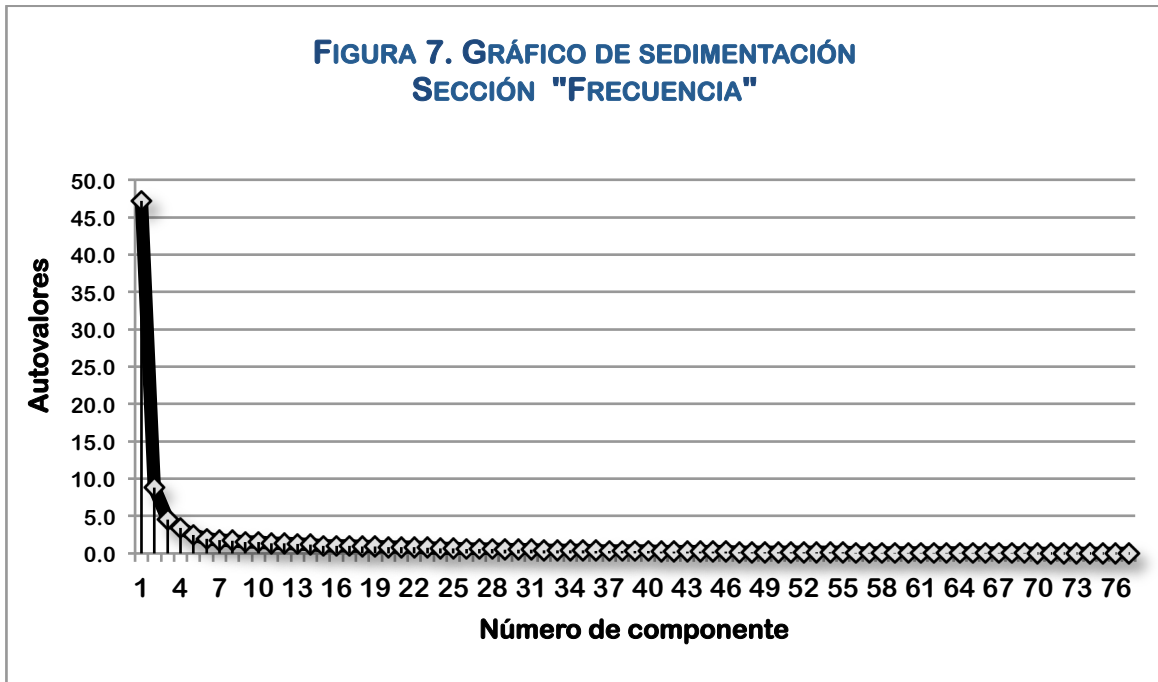 FIGURA 7. GRÁFICO DE SEDIMENTACIÓN
SECCIÓN "FRECUENCIA"
50.0
45.0
40.0
35.0
30.0
25.0
20.0
15.0
10.0
5.0
0.0
Autovalores
1 4 7 10 13 16 19 22 25 28 31 34 37 40 43 46 49 52 55 58 61 64 67 70 73 76
Número de componente